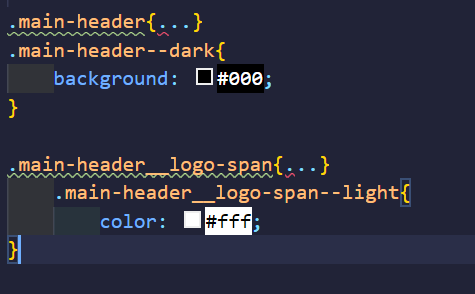 .main-header{...}
.main-header--dark{
background: #000;
}
.main-header__logo-span{...}
.main-header__logo-span--light{
color: #fff;
}